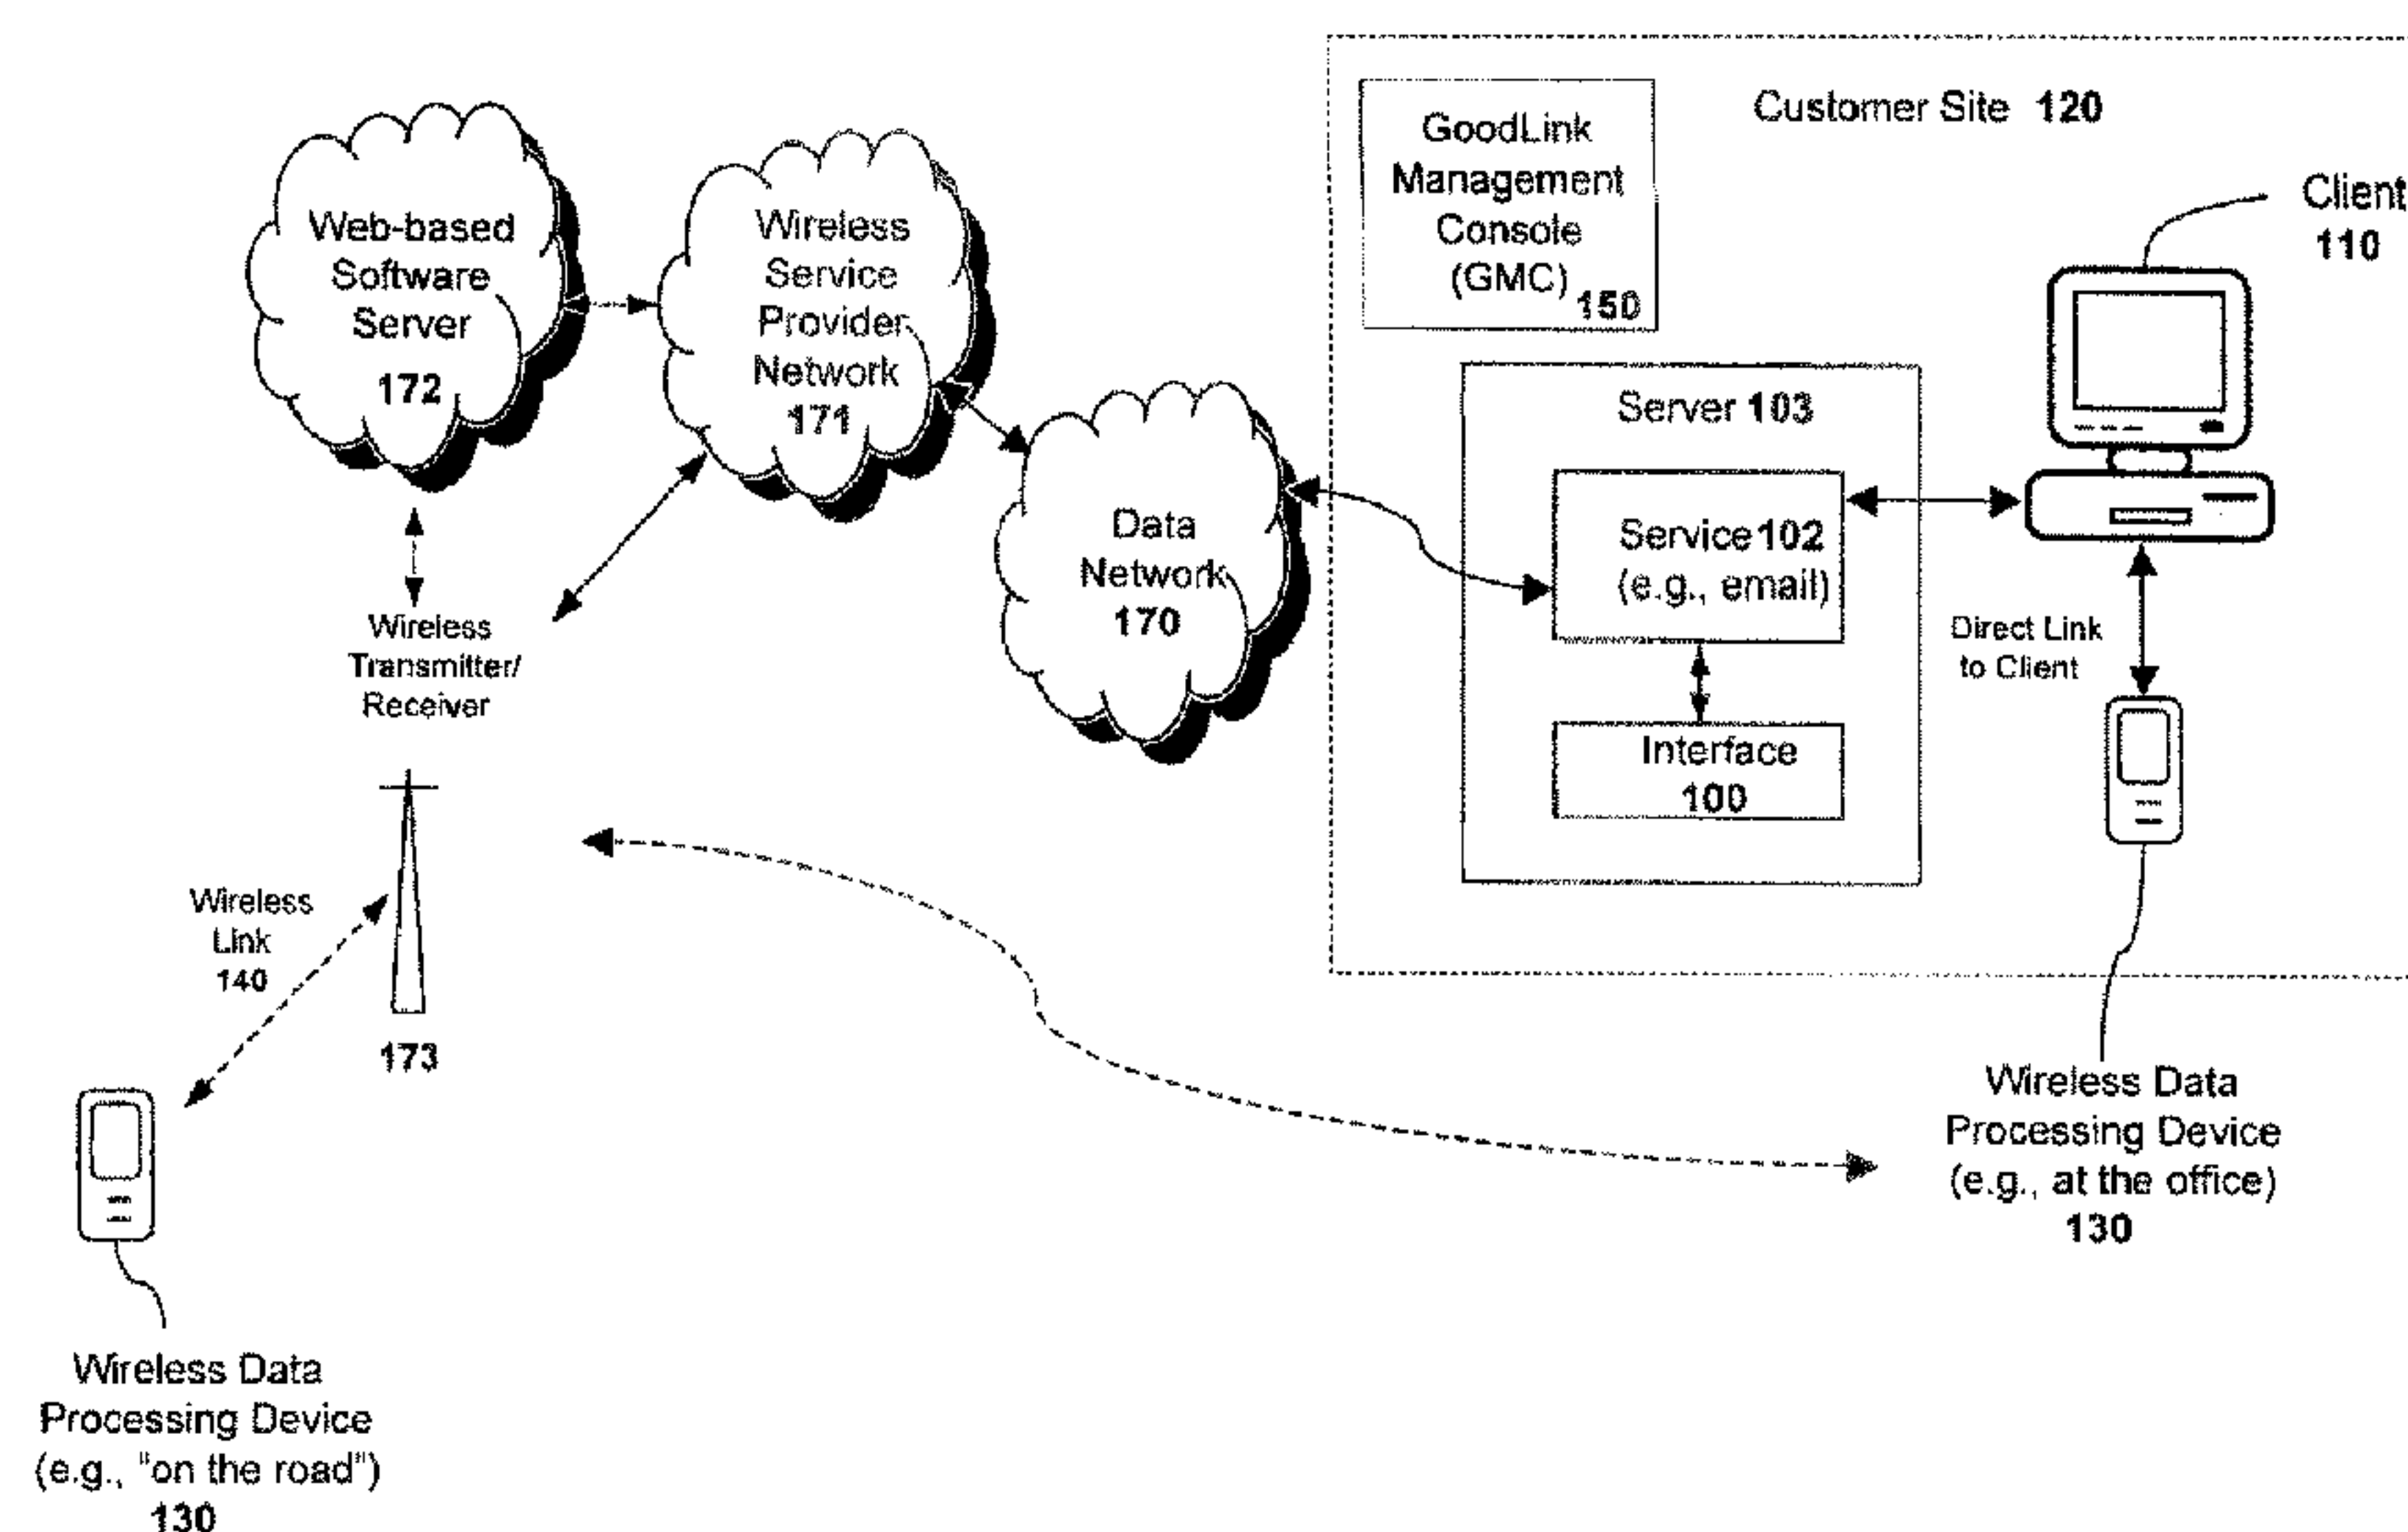 Customer Site 120
GoodLink
Management
Console
(GMC) 150
Client
110
Web-based
Software
Server
172
Wireless
Service
Provider
Network
171
Data
Network
170
Server 103
Service 102
(e.g., email)
Interface
100
Direct Link
to Client
Wireless
Transmitter/
Receiver
Wireless
Link
140
173
Wireless Data
Processing Device
(e.g., at the office)
130
Wireless Data
Processing Device
(e.g., "on the road")
130